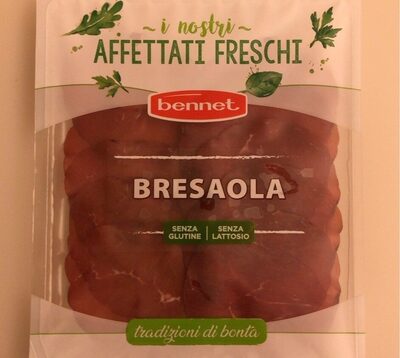 ~ i nostri ~
AFFETTATI FRESCHI
bennet
BRESAOLA
SENZA GLUTINE | SENZA LATTOSIO
tradizioni di bontà